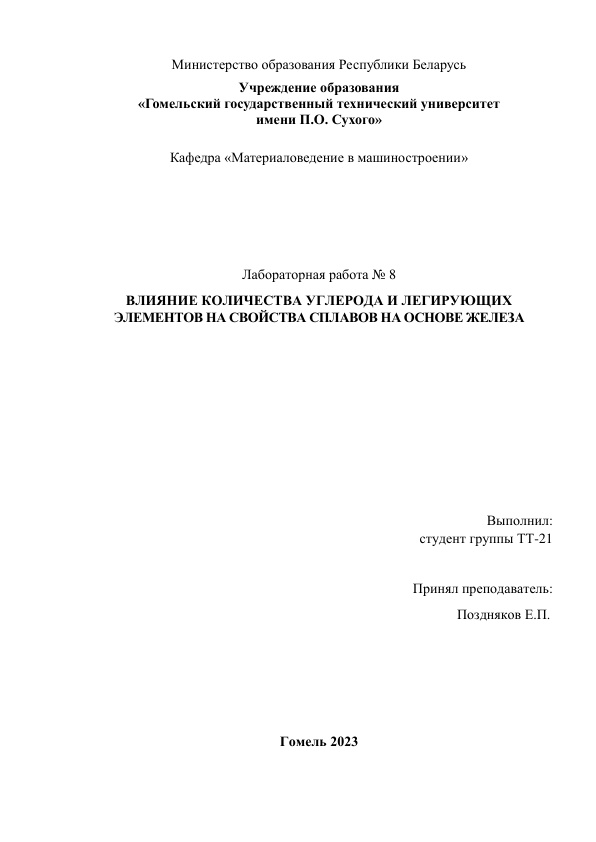 Министерство образования Республики Беларусь
Учреждение образования
«Гомельский государственный технический университет
имени П.О. Сухого»
Кафедра «Материаловедение в машиностроении»
Лабораторная работа № 8
ВЛИЯНИЕ КОЛИЧЕСТВА УГЛЕРОДА И ЛЕГИРУЮЩИХ
ЭЛЕМЕНТОВ НА СВОЙСТВА СПЛАВОВ НА ОСНОВЕ ЖЕЛЕЗА
Выполнил:
студент группы ТТ-21
Принял преподаватель:
Поздняков Е.П.
Гомель 2023